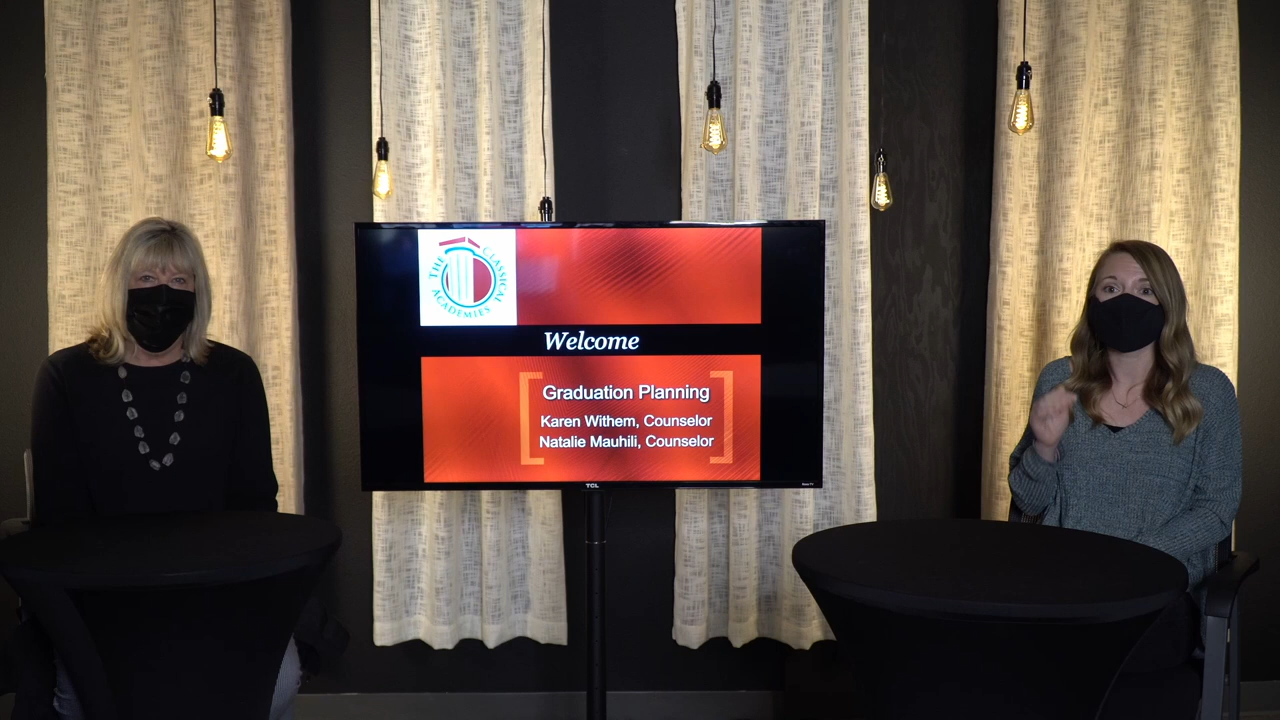 THE CLASSICAL ACADEMIES
Welcome
Graduation Planning
Karen Withem, Counselor
Natalie Mauhili, Counselor
TCL